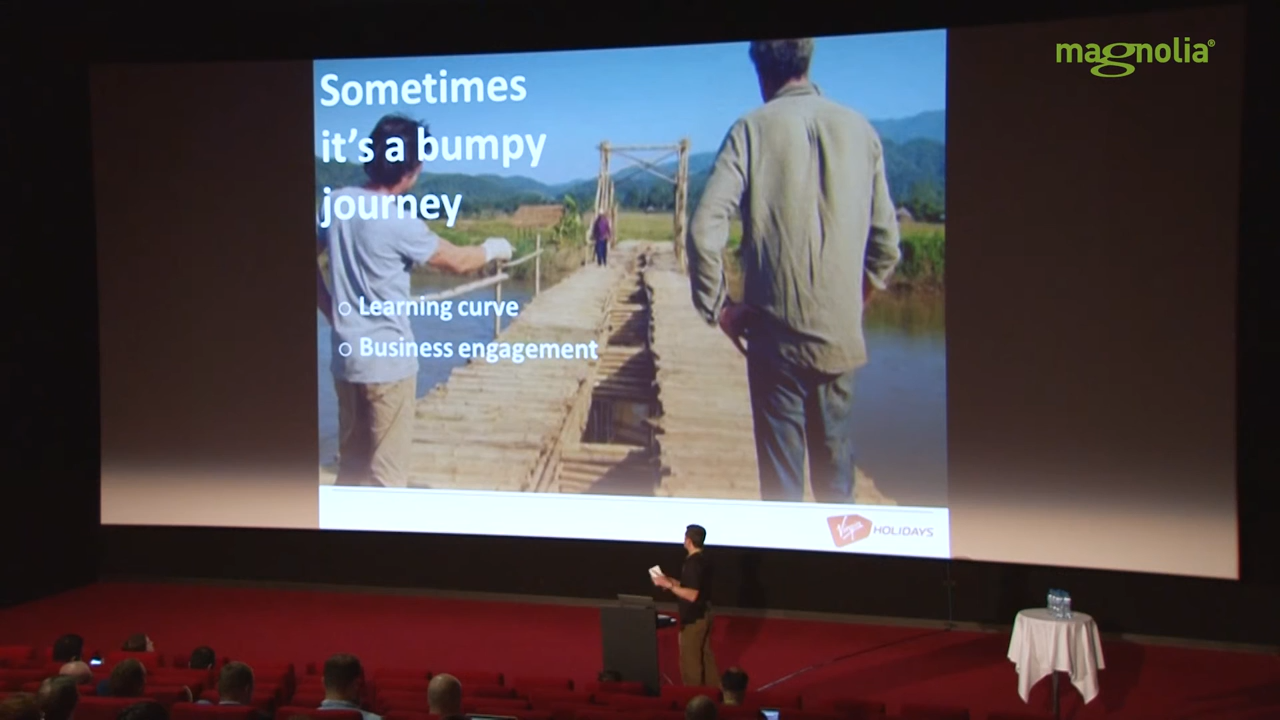 magnolia®
Sometimes
it's a bumpy
journey
○ Learning curve
○ Business engagement
Virgin HOLIDAYS